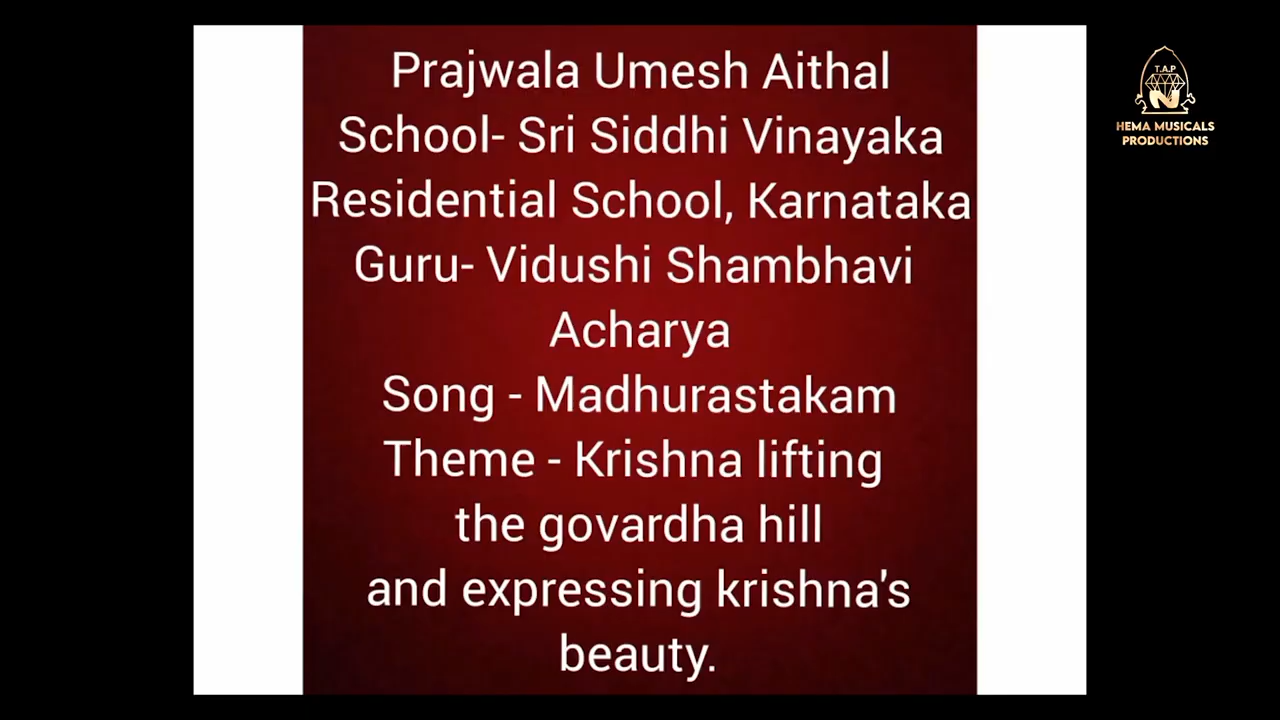 Prajwala Umesh Aithal
School- Sri Siddhi Vinayaka
Residential School, Karnataka
Guru- Vidushi Shambhavi
Acharya
Song - Madhurastakam
Theme - Krishna lifting
the govardha hill
and expressing krishna's
beauty.
T.A.P
N
HEMA MUSICALS
PRODUCTIONS